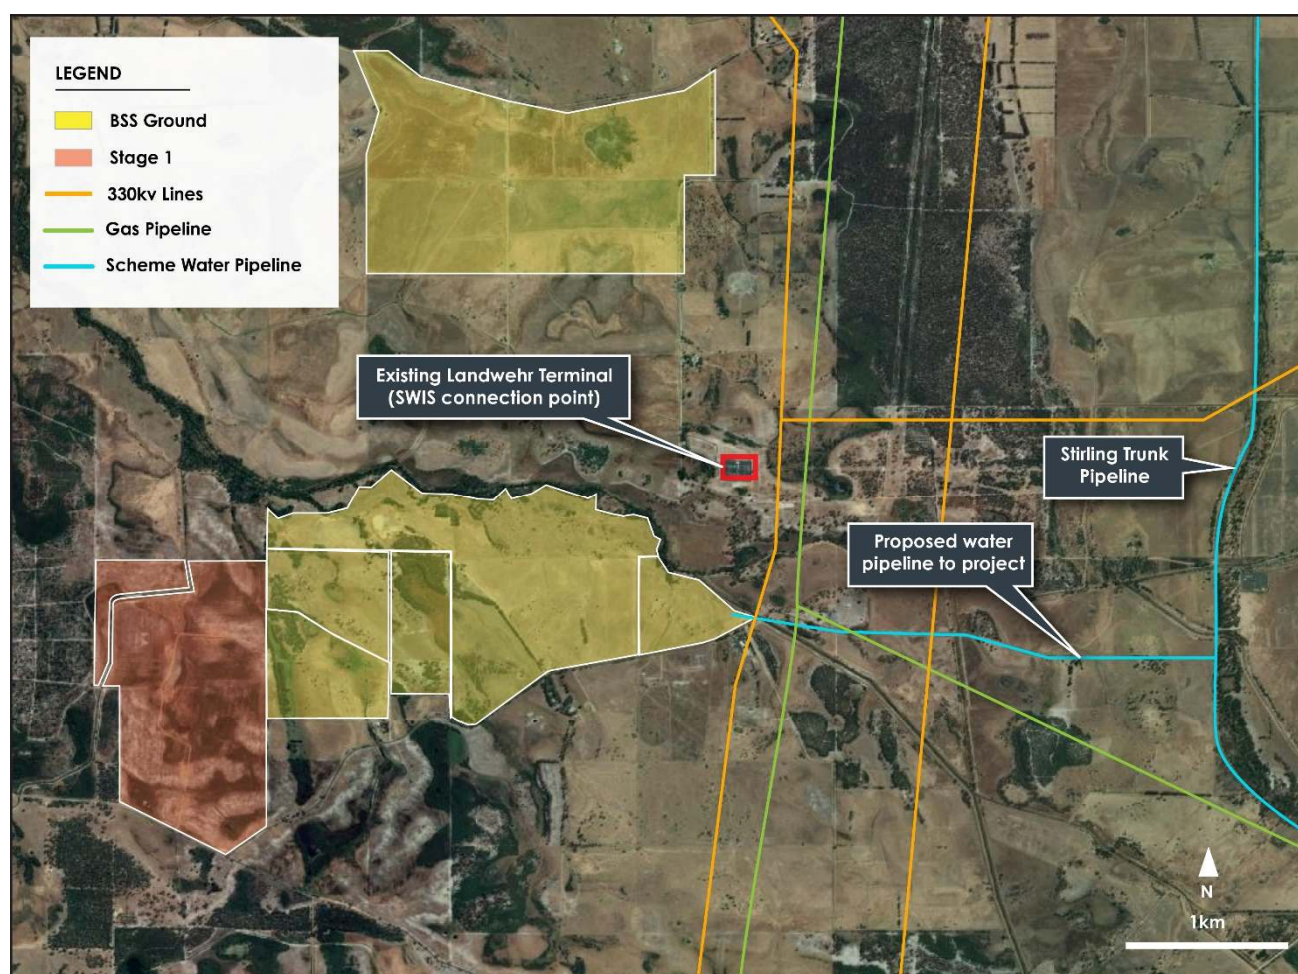 LEGEND
BSS Ground
Stage 1
330kv Lines
Gas Pipeline
Scheme Water Pipeline
Existing Landwehr Terminal
(SWIS connection point)
Stirling Trunk
Pipeline
Proposed water
pipeline to project
N
1km